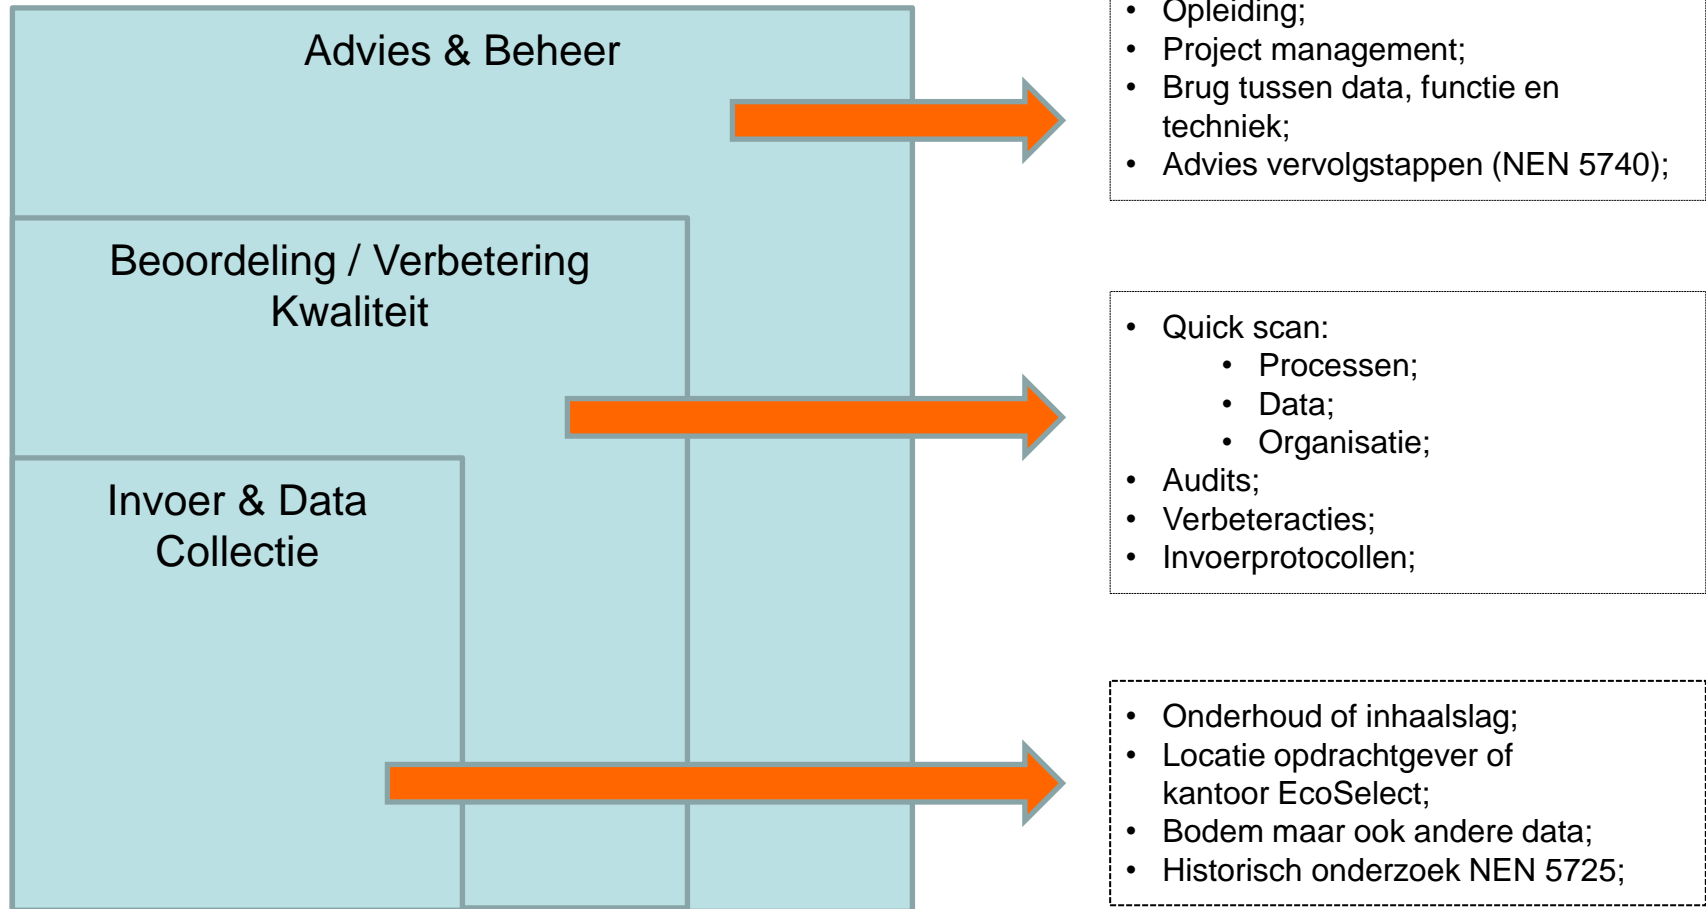 Advies & Beheer
• Opleiding;
• Project management;
• Brug tussen data, functie en
techniek;
• Advies vervolgstappen (NEN 5740);
Beoordeling / Verbetering
Kwaliteit
• Quick scan:
• Processen;
• Data;
• Organisatie;
• Audits;
• Verbeteracties;
• Invoerprotocollen;
Invoer & Data
Collectie
• Onderhoud of inhaalslag;
• Locatie opdrachtgever of
kantoor EcoSelect;
• Bodem maar ook andere data;
• Historisch onderzoek NEN 5725;